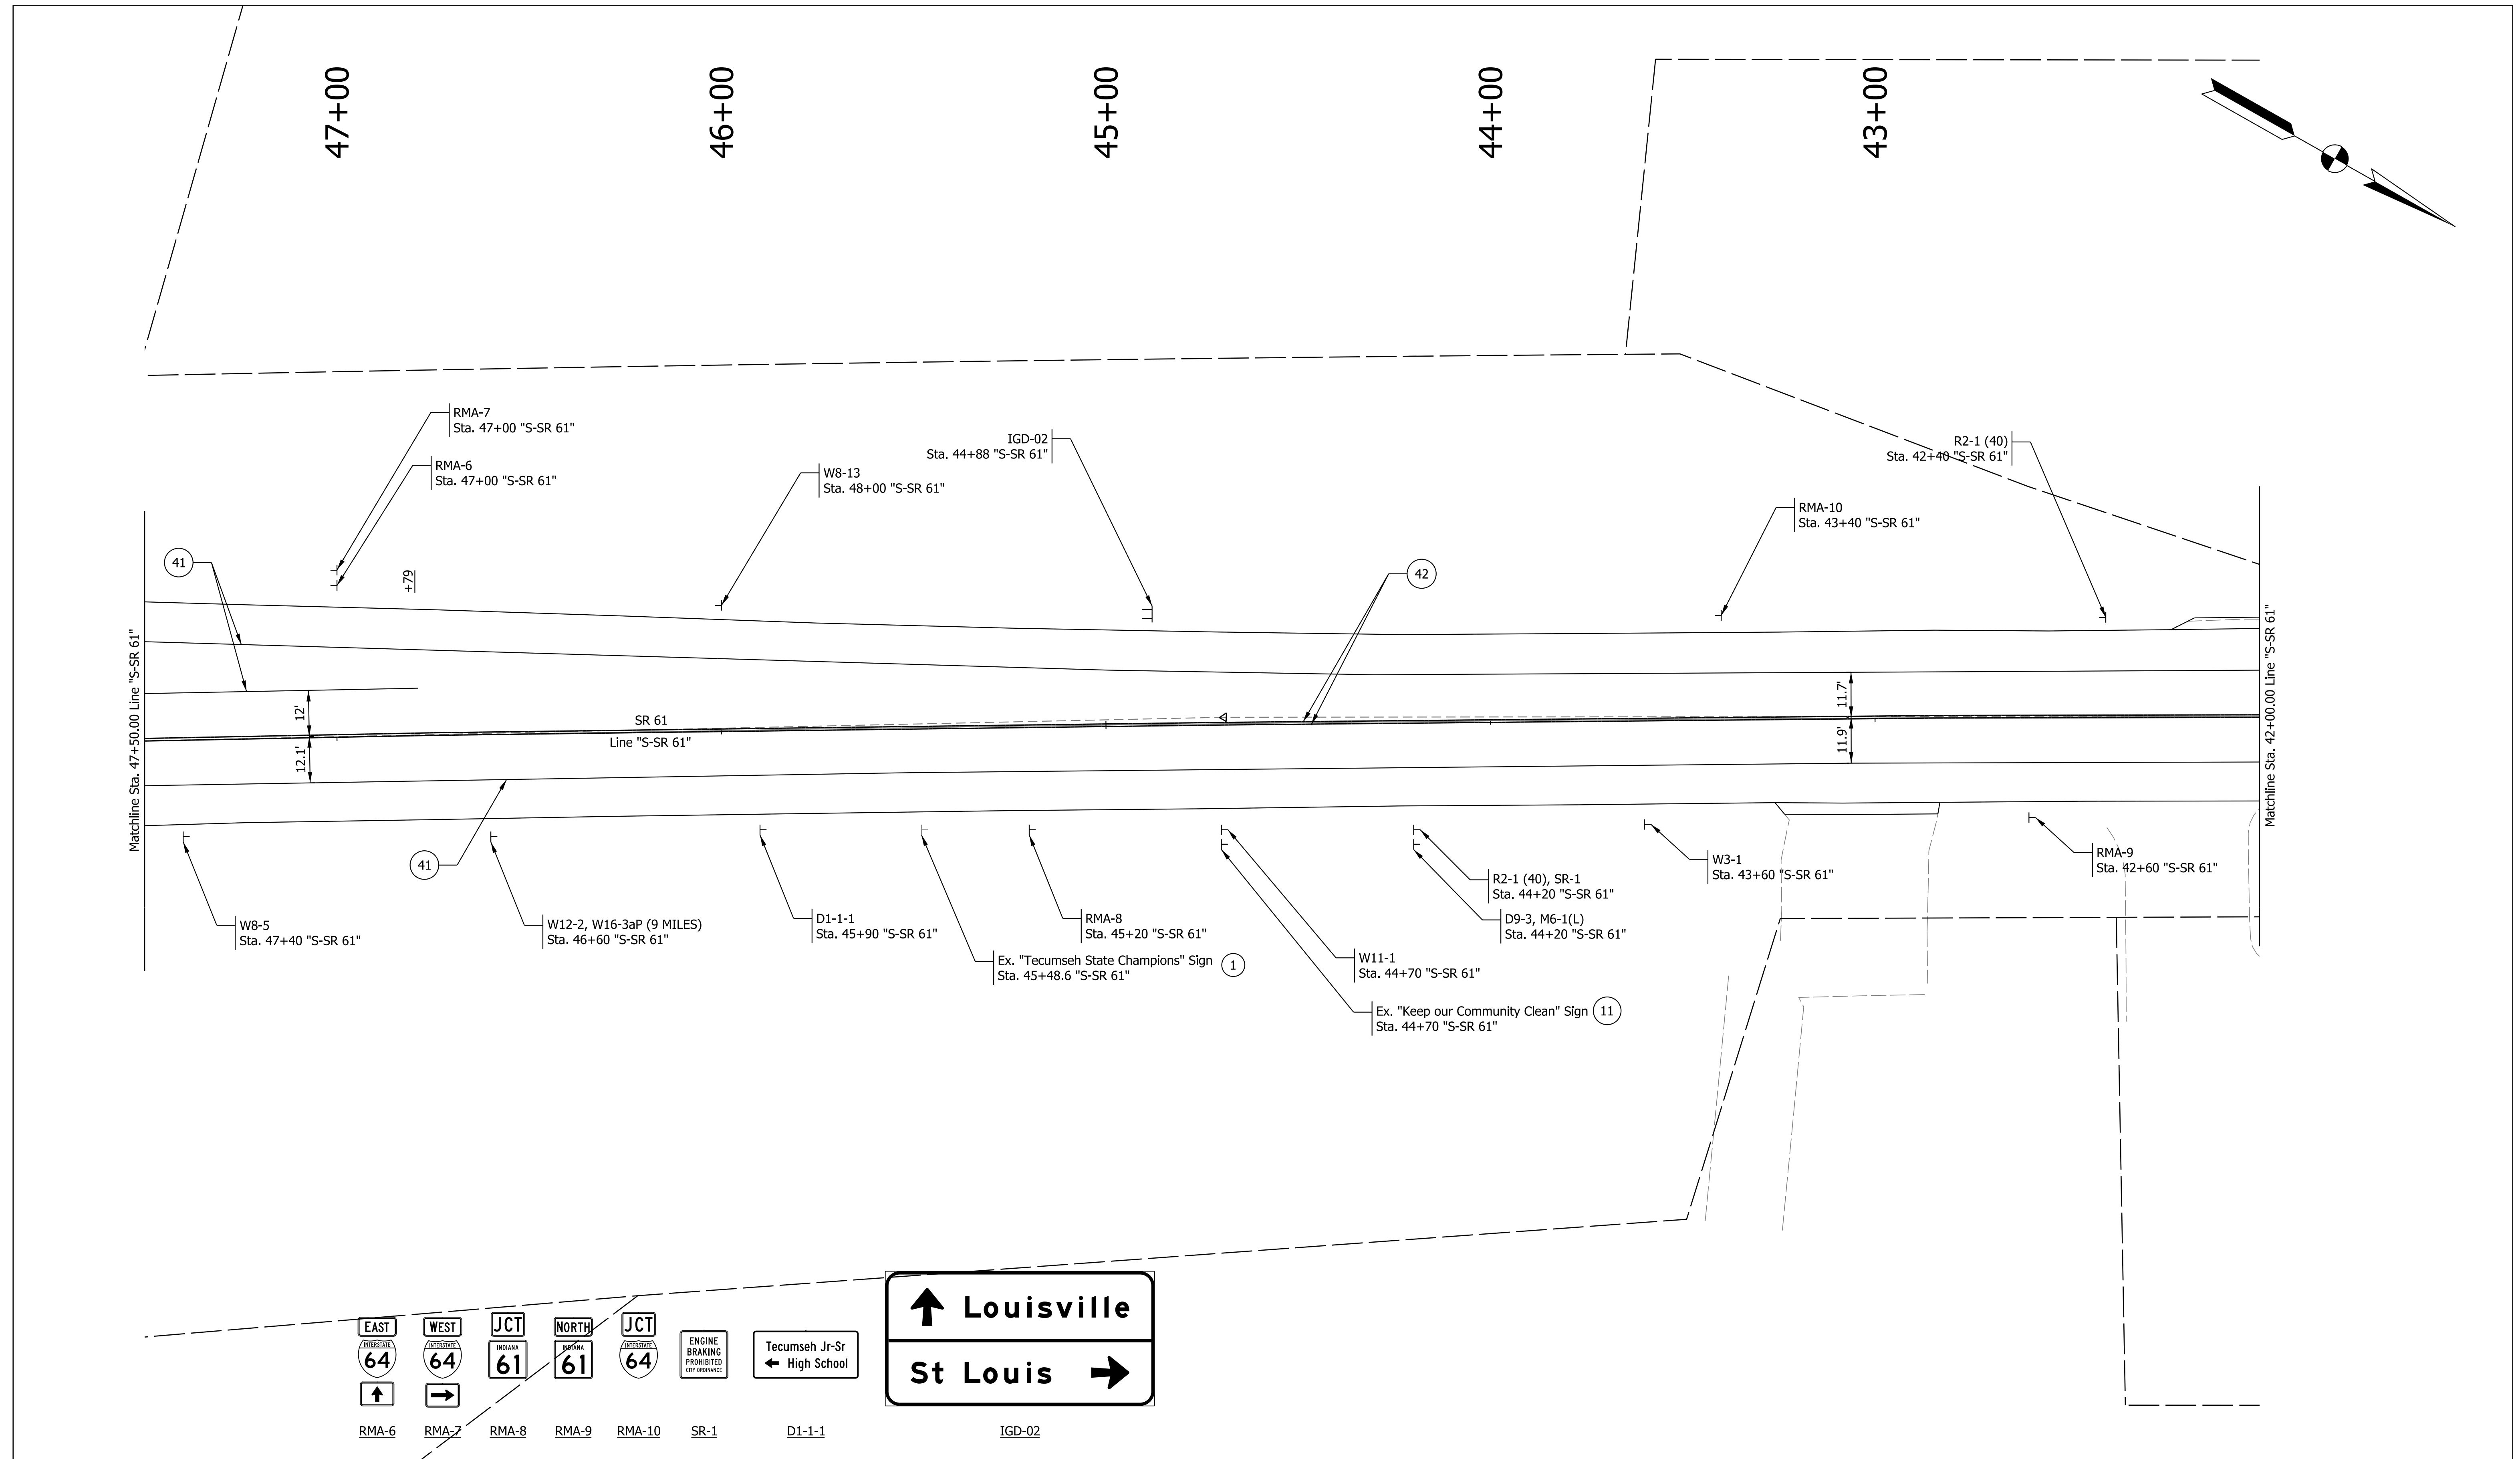 47+00
46+00
45+00
44+00
43+00
RMA-7
Sta. 47+00 "S-SR 61"
RMA-6
Sta. 47+00 "S-SR 61"
W8-13
Sta. 48+00 "S-SR 61"
IGD-02
Sta. 44+88 "S-SR 61"
R2-1 (40)
Sta. 42+40 "S-SR 61"
RMA-10
Sta. 43+40 "S-SR 61"
41
+79
42
Matchline Sta. 47+50.00 Line "S-SR 61"
12'
12.1'
SR 61
Line "S-SR 61"
11.7'
11.9'
Matchline Sta. 42+00.00 Line "S-SR 61"
41
W8-5
Sta. 47+40 "S-SR 61"
W12-2, W16-3aP (9 MILES)
Sta. 46+60 "S-SR 61"
D1-1-1
Sta. 45+90 "S-SR 61"
Ex. "Tecumseh State Champions" Sign
Sta. 45+48.6 "S-SR 61"
1
RMA-8
Sta. 45+20 "S-SR 61"
W11-1
Sta. 44+70 "S-SR 61"
Ex. "Keep our Community Clean" Sign
Sta. 44+70 "S-SR 61"
11
R2-1 (40), SR-1
Sta. 44+20 "S-SR 61"
D9-3, M6-1(L)
Sta. 44+20 "S-SR 61"
W3-1
Sta. 43+60 "S-SR 61"
RMA-9
Sta. 42+60 "S-SR 61"
EAST
INTERSTATE
64
RMA-6
WEST
INTERSTATE
64
RMA-7
JCT
INDIANA
61
RMA-8
NORTH
INDIANA
61
RMA-9
JCT
INTERSTATE
64
RMA-10
ENGINE
BRAKING
PROHIBITED
CITY ORDINANCE
SR-1
Tecumseh Jr-Sr
← High School
D1-1-1
Louisville
St Louis
IGD-02